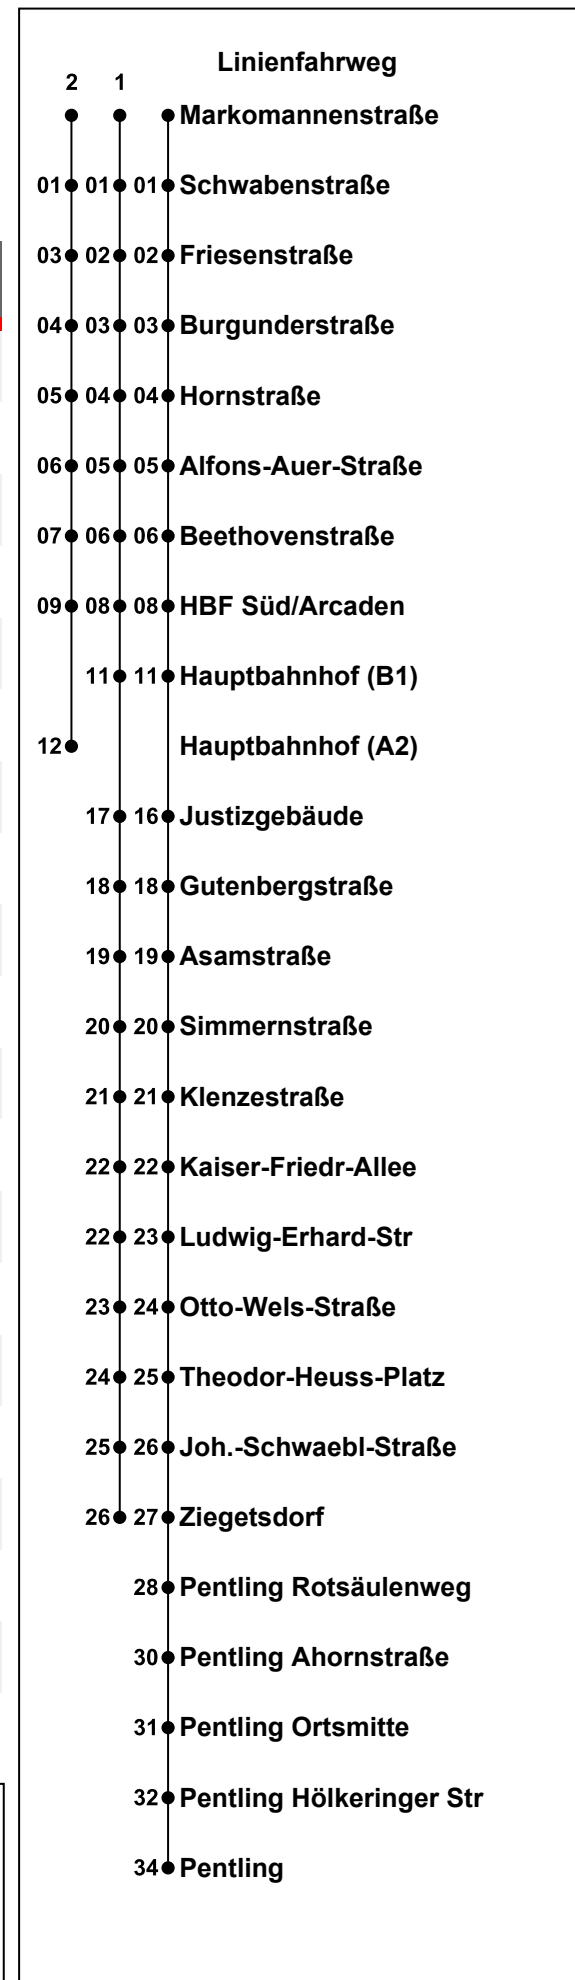 Linienfahrweg
2 1
Markomannenstraße
01 01 01 Schwabenstraße
03 02 02 Friesenstraße
04 03 03 Burgunderstraße
05 04 04 Hornstraße
06 05 05 Alfons-Auer-Straße
07 06 06 Beethovenstraße
09 08 08 HBF Süd/Arcaden
11 11 Hauptbahnhof (B1)
12 Hauptbahnhof (A2)
17 16 Justizgebäude
18 18 Gutenbergstraße
19 19 Asamstraße
20 20 Simmernstraße
21 21 Klenzestraße
22 22 Kaiser-Friedr-Allee
22 23 Ludwig-Erhard-Str
23 24 Otto-Wels-Straße
24 25 Theodor-Heuss-Platz
25 26 Joh.-Schwaebl-Straße
26 27 Ziegetsdorf
28 Pentling Rotsäulenweg
30 Pentling Ahornstraße
31 Pentling Ortsmitte
32 Pentling Hölkeringer Str
34 Pentling